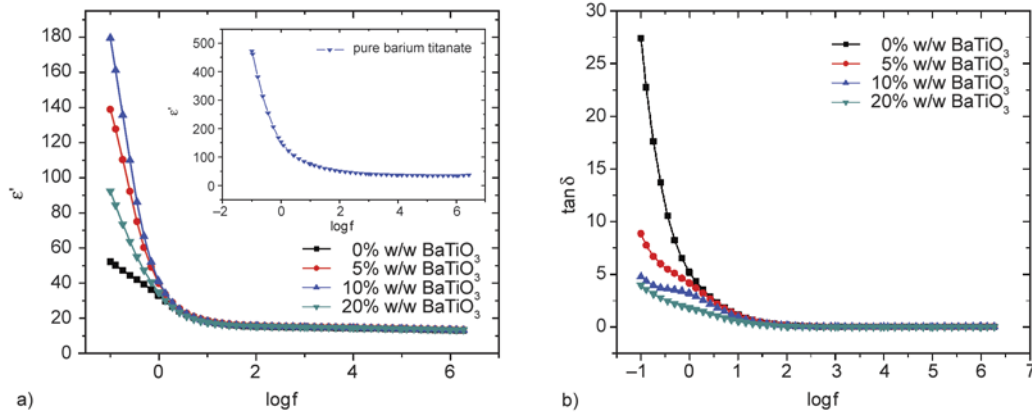 180
160
140
120
100
80
60
40
20
0
ε'
0
2
4
6
logf
a)
500
400
300
200
100
0
ε'
−2
0
2
4
6
logf
pure barium titanate
0% w/w BaTiO₃
5% w/w BaTiO₃
10% w/w BaTiO₃
20% w/w BaTiO₃
30
25
20
15
10
5
0
tan δ
−1
0
1
2
3
4
5
6
7
logf
b)
0% w/w BaTiO₃
5% w/w BaTiO₃
10% w/w BaTiO₃
20% w/w BaTiO₃